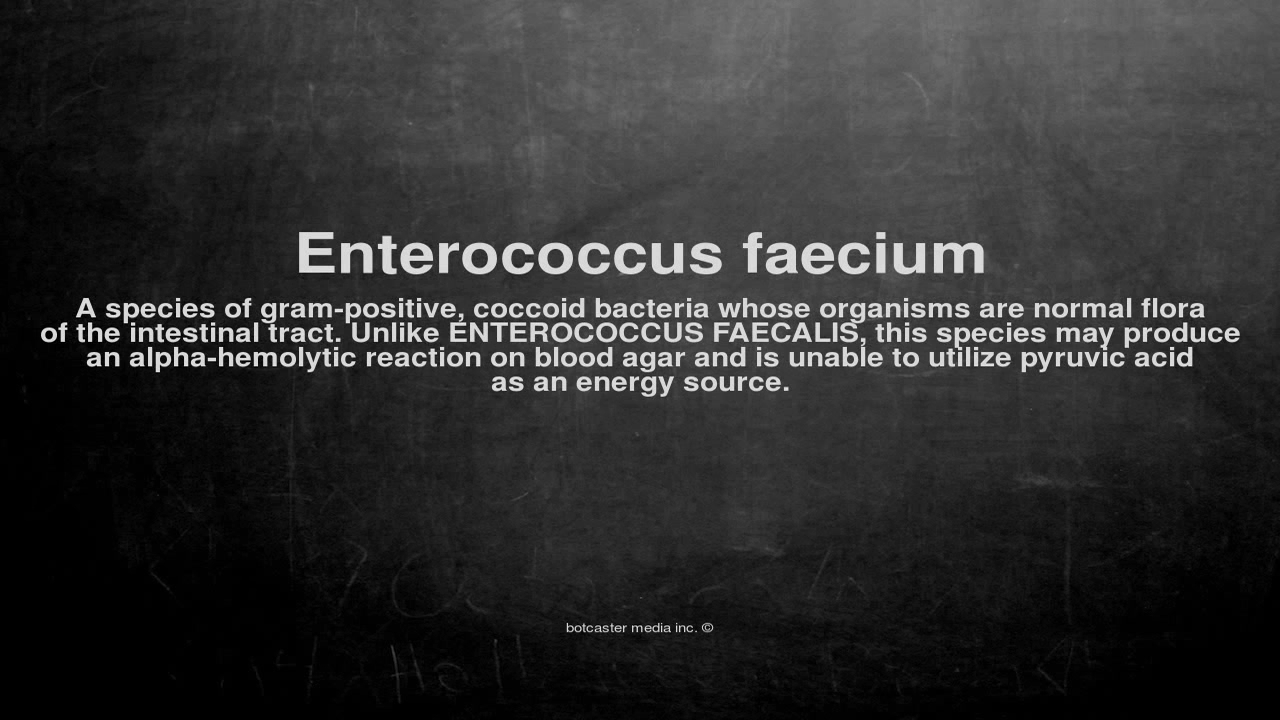 Enterococcus faecium
A species of gram-positive, coccoid bacteria whose organisms are normal flora
of the intestinal tract. Unlike ENTEROCOCCUS FAECALIS, this species may produce
an alpha-hemolytic reaction on blood agar and is unable to utilize pyruvic acid
as an energy source.
botcaster media inc. ©